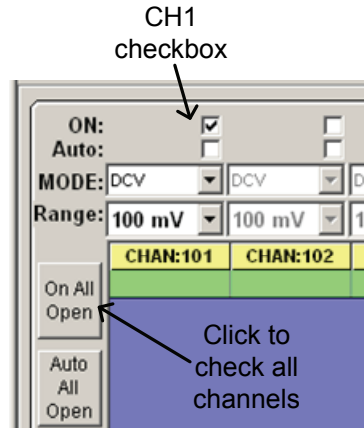 CH1
checkbox
ON:
Auto:
MODE: DCV DCV
Range: 100 mV 100 mV
CHAN:101 CHAN:102
On All
Open
Click to
check all
channels
Auto
All
Open